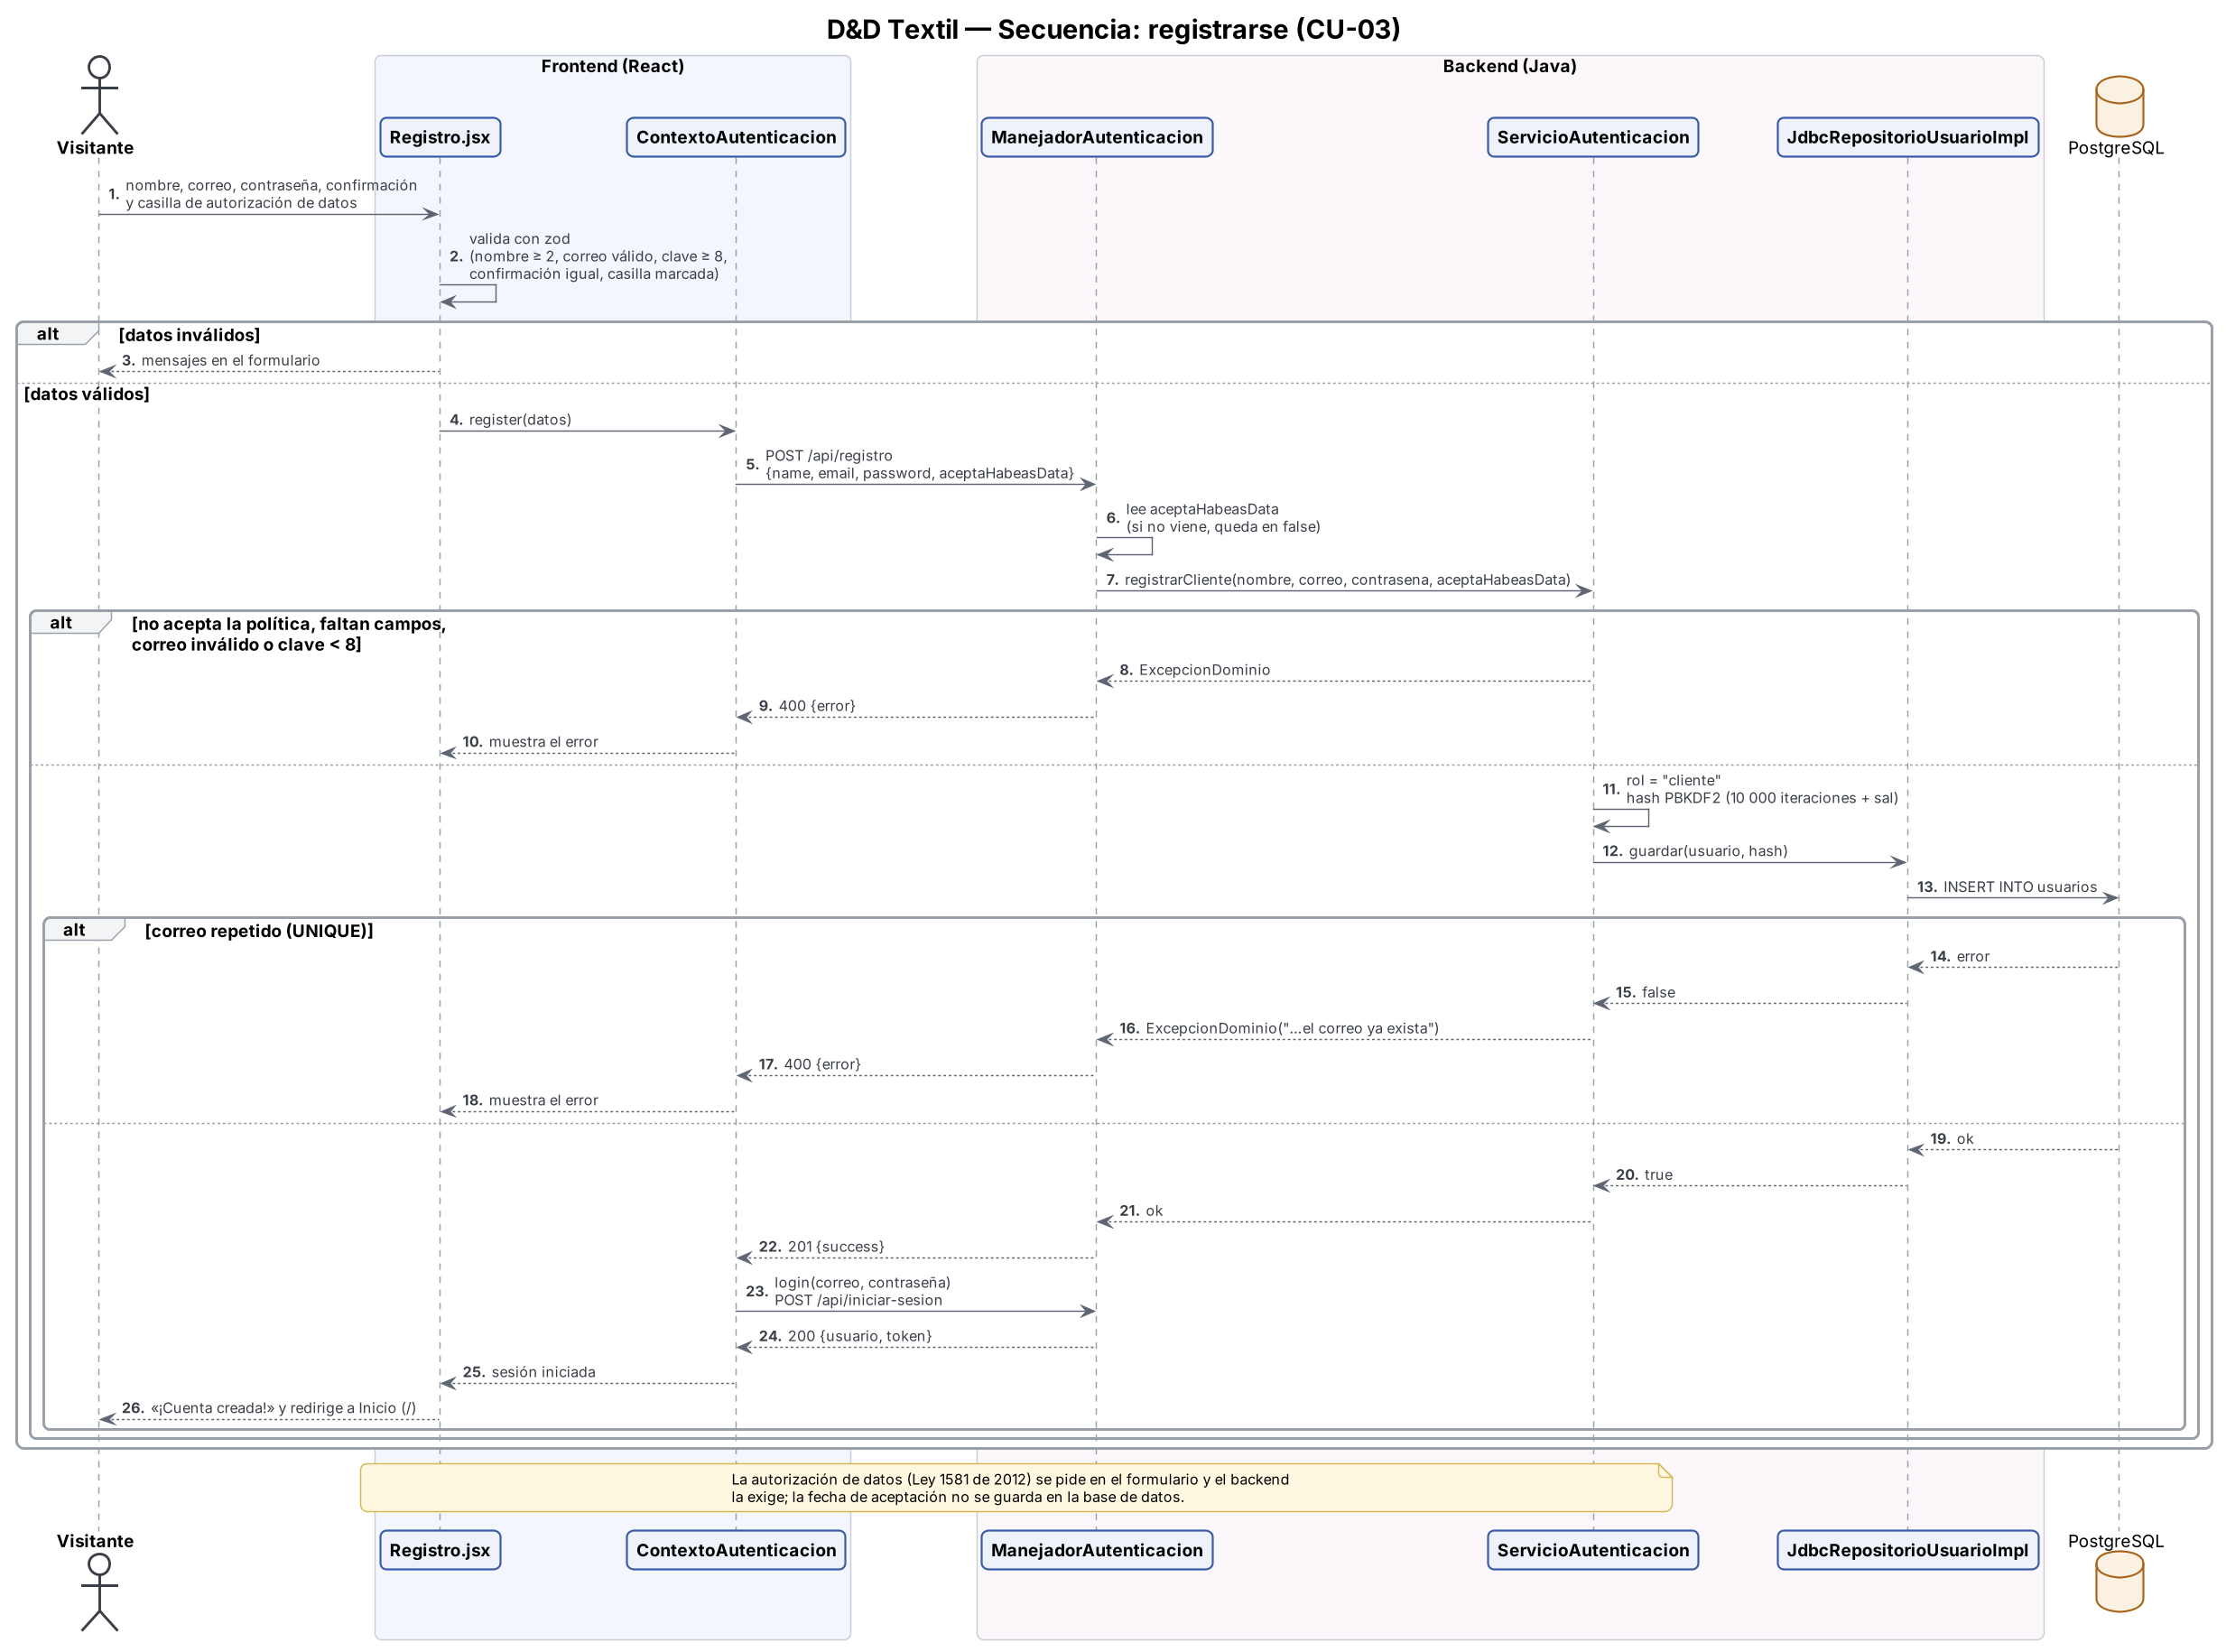 D&D Textil — Secuencia: registrarse (CU-03)
Frontend (React)
Backend (Java)
Visitante
Registro.jsx
ContextoAutenticacion
ManejadorAutenticacion
ServicioAutenticacion
JdbcRepositorioUsuarioImpl
PostgreSQL
1. nombre, correo, contraseña, confirmación
y casilla de autorización de datos
2. valida con zod
(nombre ≥ 2, correo válido, clave ≥ 8,
confirmación igual, casilla marcada)
alt [datos inválidos]
3. mensajes en el formulario
[datos válidos]
4. register(datos)
5. POST /api/registro
{name, email, password, aceptaHabeasData}
6. lee aceptaHabeasData
(si no viene, queda en false)
7. registrarCliente(nombre, correo, contrasena, aceptaHabeasData)
alt [no acepta la política, faltan campos,
correo inválido o clave < 8]
8. ExcepcionDominio
9. 400 {error}
10. muestra el error
11. rol = "cliente"
hash PBKDF2 (10 000 iteraciones + sal)
12. guardar(usuario, hash)
13. INSERT INTO usuarios
alt [correo repetido (UNIQUE)]
14. error
15. false
16. ExcepcionDominio("...el correo ya exista")
17. 400 {error}
18. muestra el error
19. ok
20. true
21. ok
22. 201 {success}
23. login(correo, contraseña)
POST /api/iniciar-sesion
24. 200 {usuario, token}
25. sesión iniciada
26. «¡Cuenta creada!» y redirige a Inicio (/)
La autorización de datos (Ley 1581 de 2012) se pide en el formulario y el backend
la exige; la fecha de aceptación no se guarda en la base de datos.
Visitante
Registro.jsx
ContextoAutenticacion
ManejadorAutenticacion
ServicioAutenticacion
JdbcRepositorioUsuarioImpl
PostgreSQL